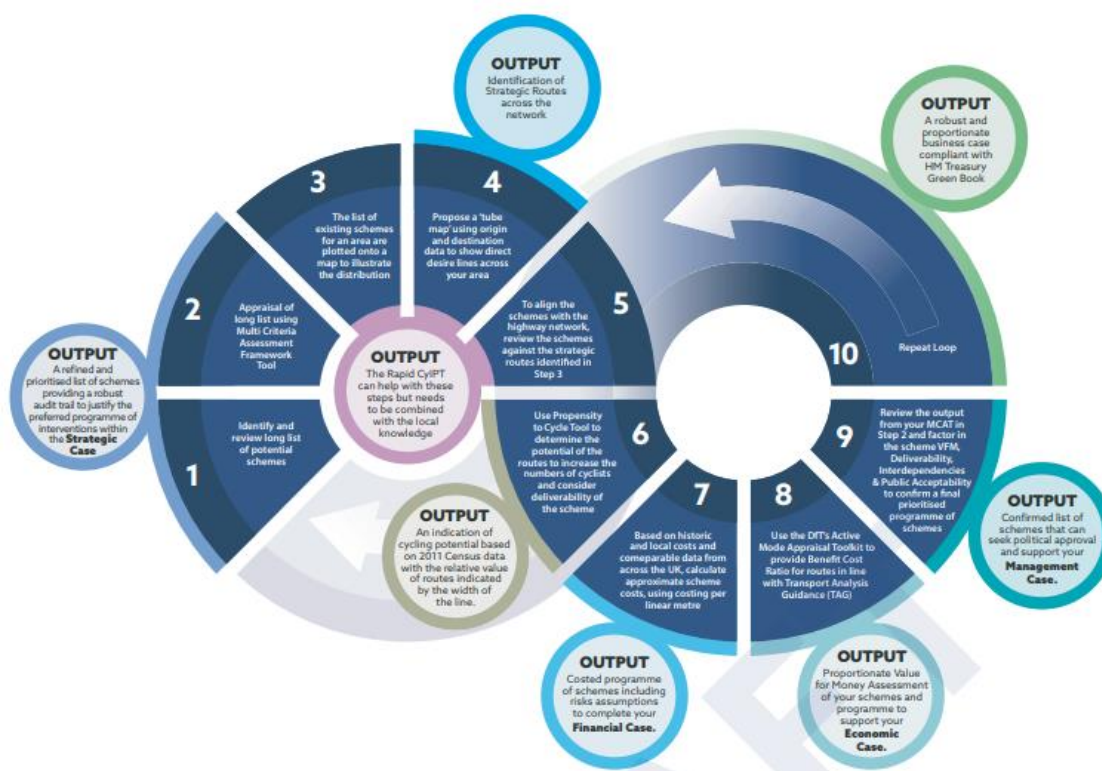 OUTPUT
Identification of
Strategic Routes
across the
network
OUTPUT
A robust and
proportionate
business case
compliant with
HM Treasury
Green Book
3
The list of
existing schemes
for an area are
plotted onto a
map to illustrate
the distribution
4
Propose a 'tube
map' using origin
and destination
data to show direct
desire lines across
your area
2
Appraisal of
long list using
Multi Criteria
Assessment
Framework
Tool
5
To align the
schemes with the
highway network,
review the schemes
against the strategic
routes identified in
Step 3
10
Repeat Loop
OUTPUT
A refined and
prioritised list of schemes
providing a robust
audit trail to justify the
preferred programme of
interventions within
the Strategic
Case
OUTPUT
The Rapid CyIPT
can help with these
steps but needs
to be combined
with the local
knowledge
1
Identify and
review long list
of potential
schemes
6
Use Propensity
to Cycle Tool to
determine the
potential of the
routes to increase the
numbers of cyclists
and consider
deliverability of
the scheme
9
Review the output
from your MCAT in
Step 2 and factor in
the scheme VFM,
Deliverability,
Interdependencies
& Public Acceptability
to confirm a final
prioritised
programme of
schemes
7
Based on historic
and local costs and
comeparable data from
across the UK, calculate
approximate scheme
costs, using costing per
linear metre
8
Use the DfT's Active
Mode Appraisal Toolkit to
provide Benefit Cost
Ratio for routes in line
with Transport Analysis
Guidance (TAG)
OUTPUT
An indication of
cycling potential based
on 2011 Census data
with the relative value
of routes indicated
by the width of
the line.
OUTPUT
Confirmed list of
schemes that can
seek political approval
and support your
Management
Case.
OUTPUT
Costed programme
of schemes including
risks assumptions
to complete your
Financial Case.
OUTPUT
Proportionate Value
for Money Assessment
of your schemes and
programme to
support your
Economic
Case.